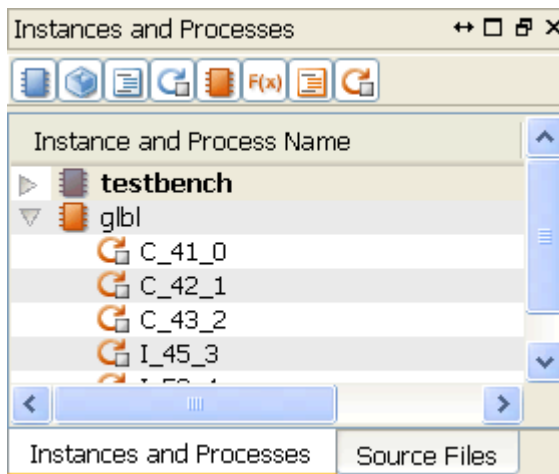 Instances and Processes
F(x)
Instance and Process Name
testbench
glbl
C_41_0
C_42_1
C_43_2
I_45_3
Instances and Processes
Source Files